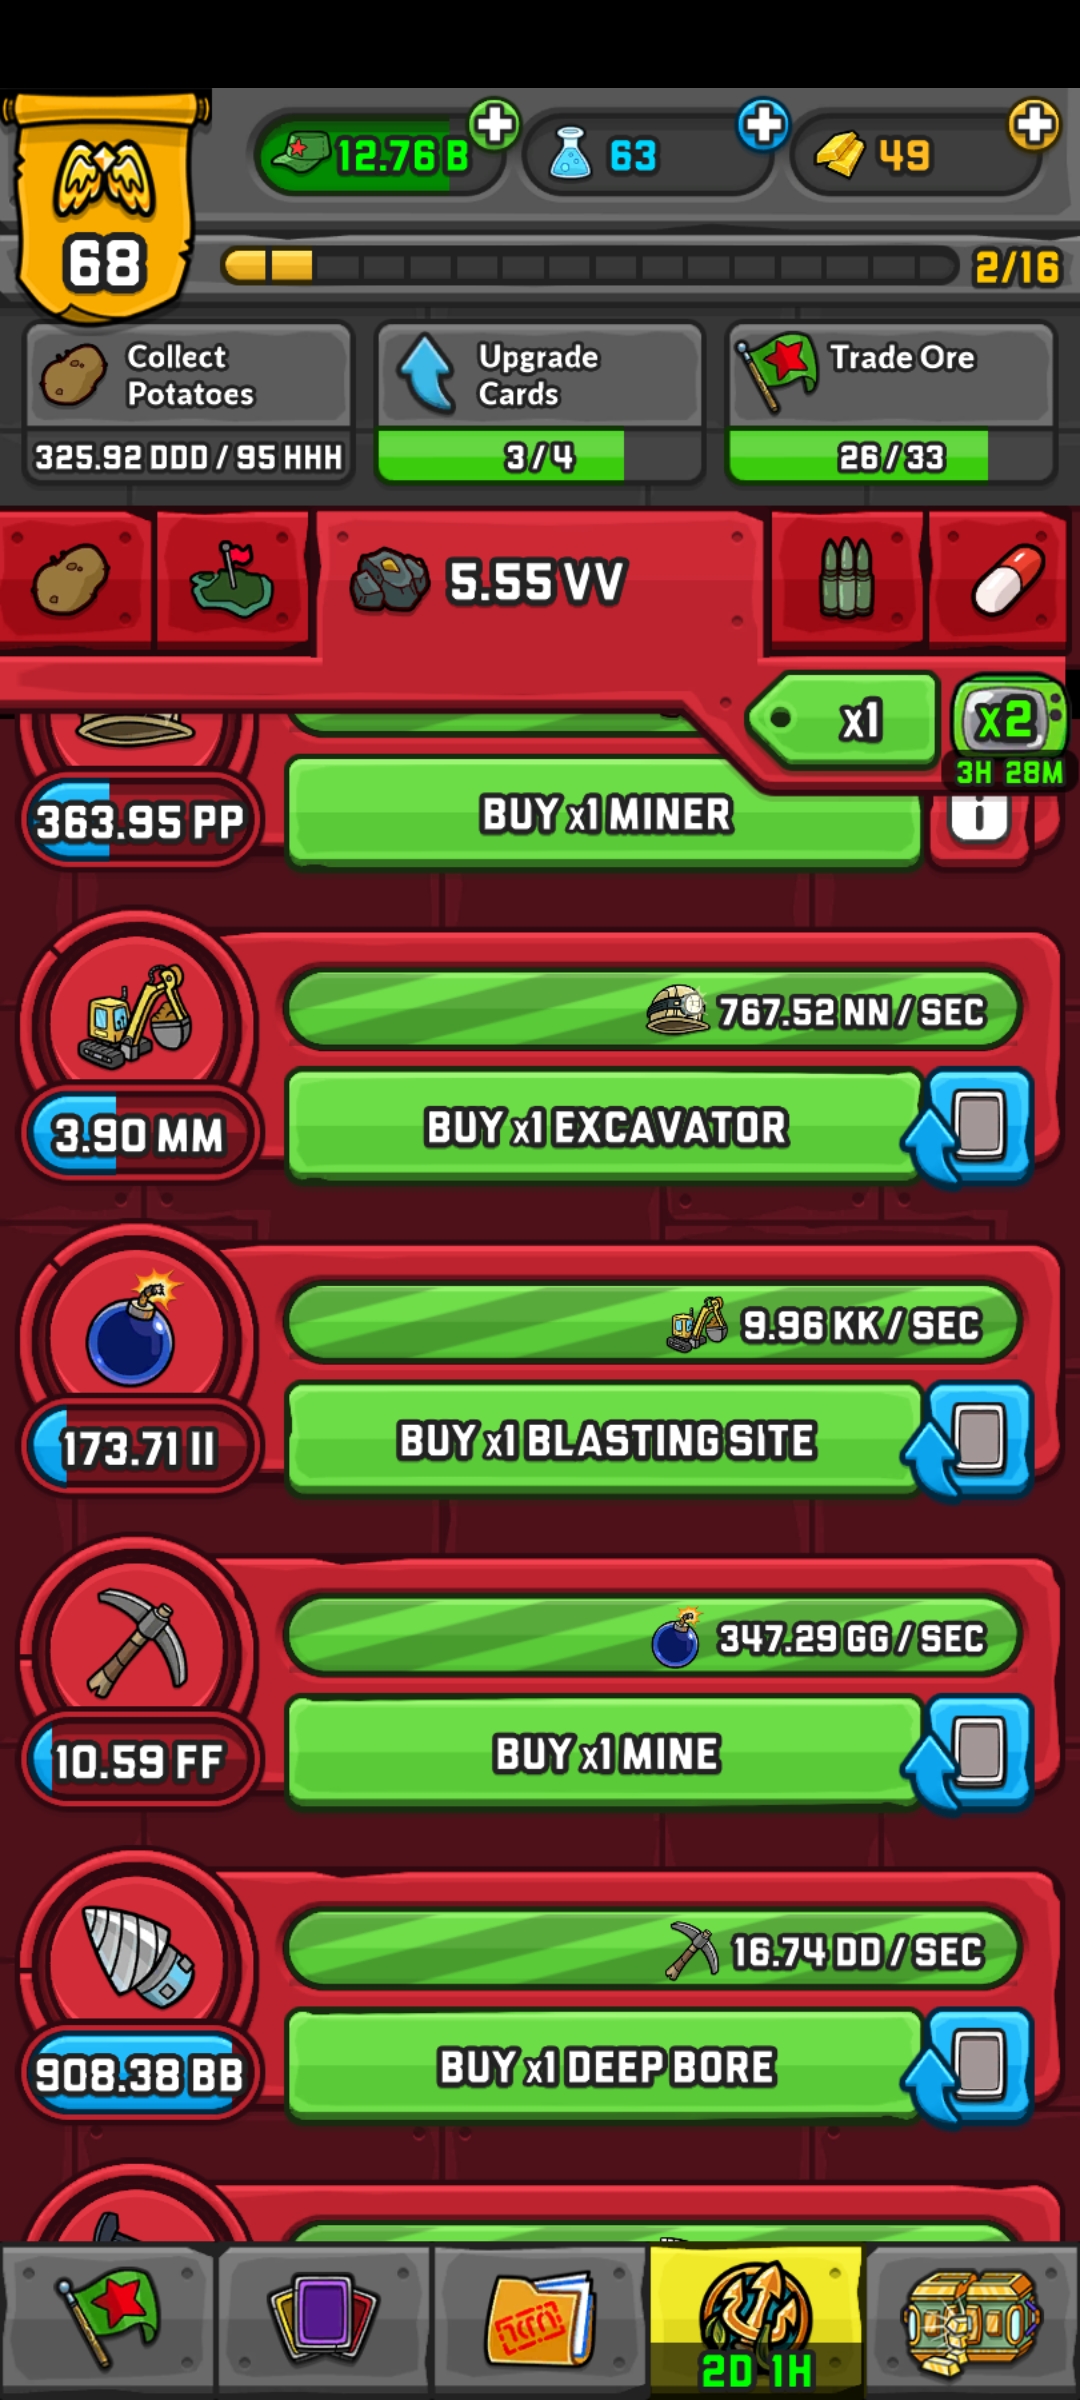 12.76 B
63
49
68
2/16
Collect
Potatoes
325.92 DDD / 95 HHH
Upgrade
Cards
3/4
Trade Ore
26/33
5.55 VV
x1
x2
3H 28M
363.95 PP
BUY x1 MINER
i
767.52 NN / SEC
3.90 MM
BUY x1 EXCAVATOR
9.96 KK / SEC
173.71 II
BUY x1 BLASTING SITE
347.29 GG / SEC
10.59 FF
BUY x1 MINE
16.74 DD / SEC
908.38 BB
BUY x1 DEEP BORE
2D 1H